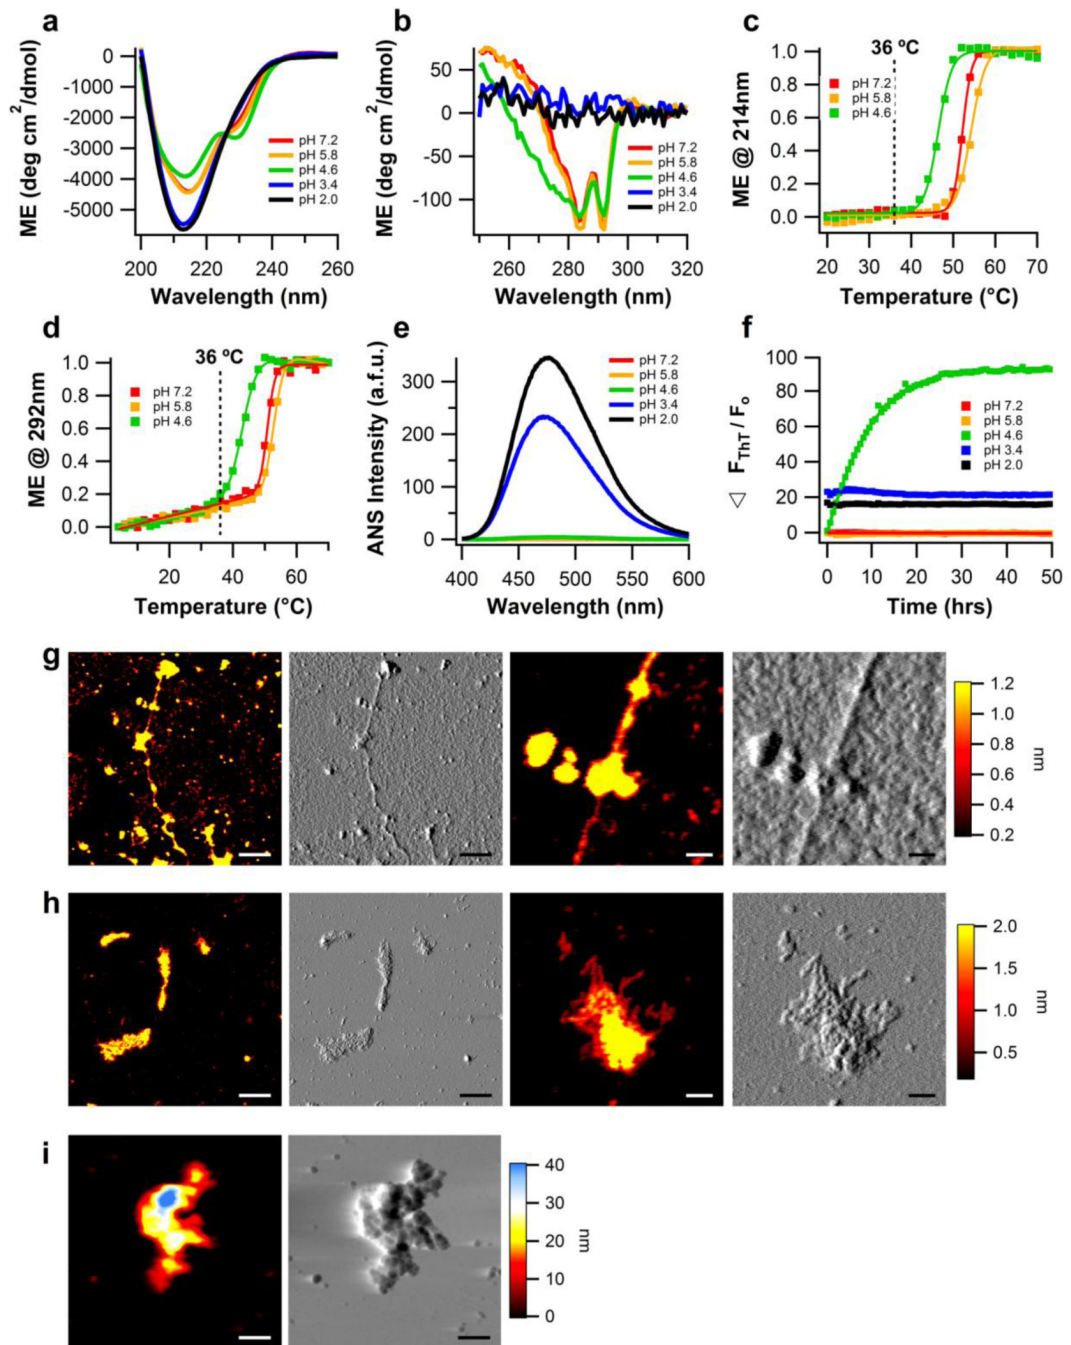 a
ME (deg cm²/dmol)
0
-1000
-2000
-3000
-4000
-5000
pH 7.2
pH 5.8
pH 4.6
pH 3.4
pH 2.0
200 220 240 260
Wavelength (nm)
b
ME (deg cm²/dmol)
50
0
-50
-100
pH 7.2
pH 5.8
pH 4.6
pH 3.4
pH 2.0
260 280 300 320
Wavelength (nm)
c
ME @ 214nm
36 ºC
1.0
0.8
0.6
0.4
0.2
0.0
pH 7.2
pH 5.8
pH 4.6
20 30 40 50 60 70
Temperature (°C)
d
ME @ 292nm
36 ºC
1.0
0.8
0.6
0.4
0.2
0.0
pH 7.2
pH 5.8
pH 4.6
20 40 60
Temperature (°C)
e
ANS Intensity (a.f.u.)
300
200
100
0
pH 7.2
pH 5.8
pH 4.6
pH 3.4
pH 2.0
400 450 500 550 600
Wavelength (nm)
f
▽ FThT / Fo
100
80
60
40
20
0
pH 7.2
pH 5.8
pH 4.6
pH 3.4
pH 2.0
0 10 20 30 40 50
Time (hrs)
g
1.2
1.0
0.8
0.6
0.4
0.2
nm
h
2.0
1.5
1.0
0.5
nm
i
40
30
20
10
0
nm